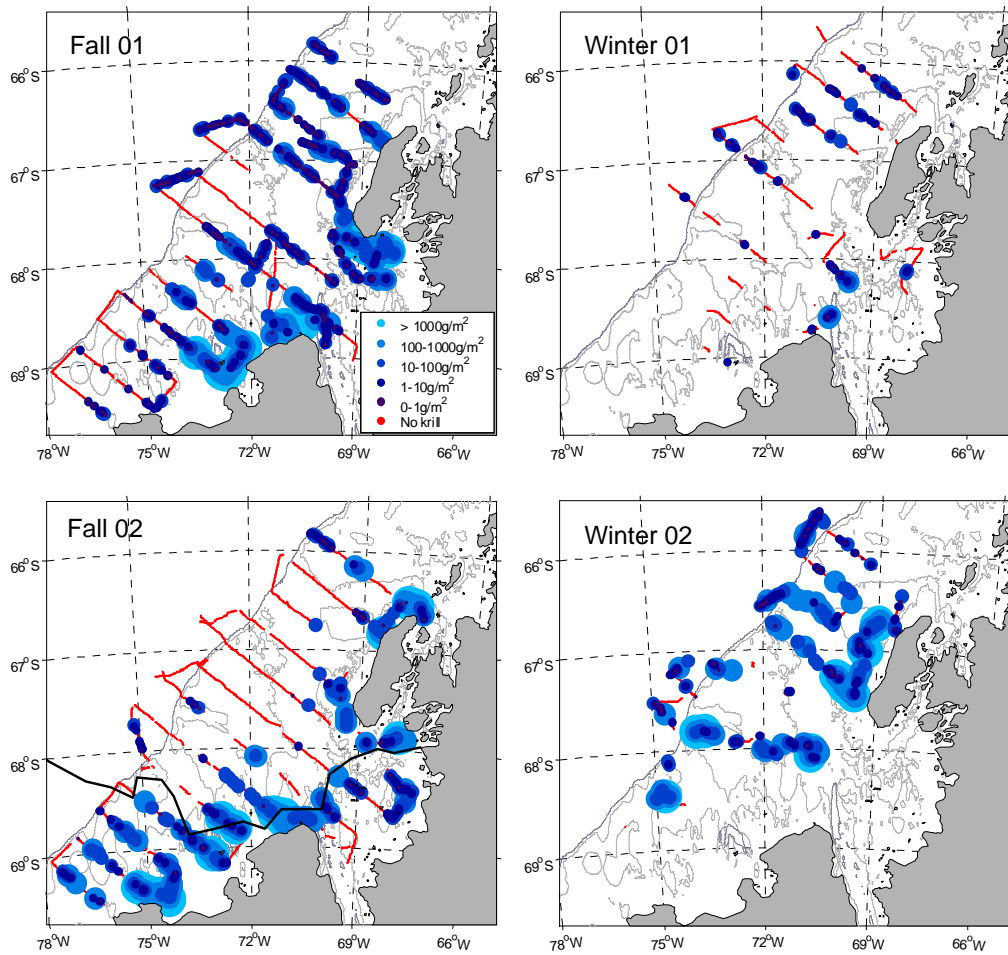 Fall 01
66°S
67°S
68°S
69°S
78°W
75°W
72°W
69°W
66°W
> 1000g/m²
100-1000g/m²
10-100g/m²
1-10g/m²
0-1g/m²
No krill
Winter 01
66°S
67°S
68°S
69°S
78°W
75°W
72°W
69°W
66°W
Fall 02
66°S
67°S
68°S
69°S
78°W
75°W
72°W
69°W
66°W
Winter 02
66°S
67°S
68°S
69°S
78°W
75°W
72°W
69°W
66°W